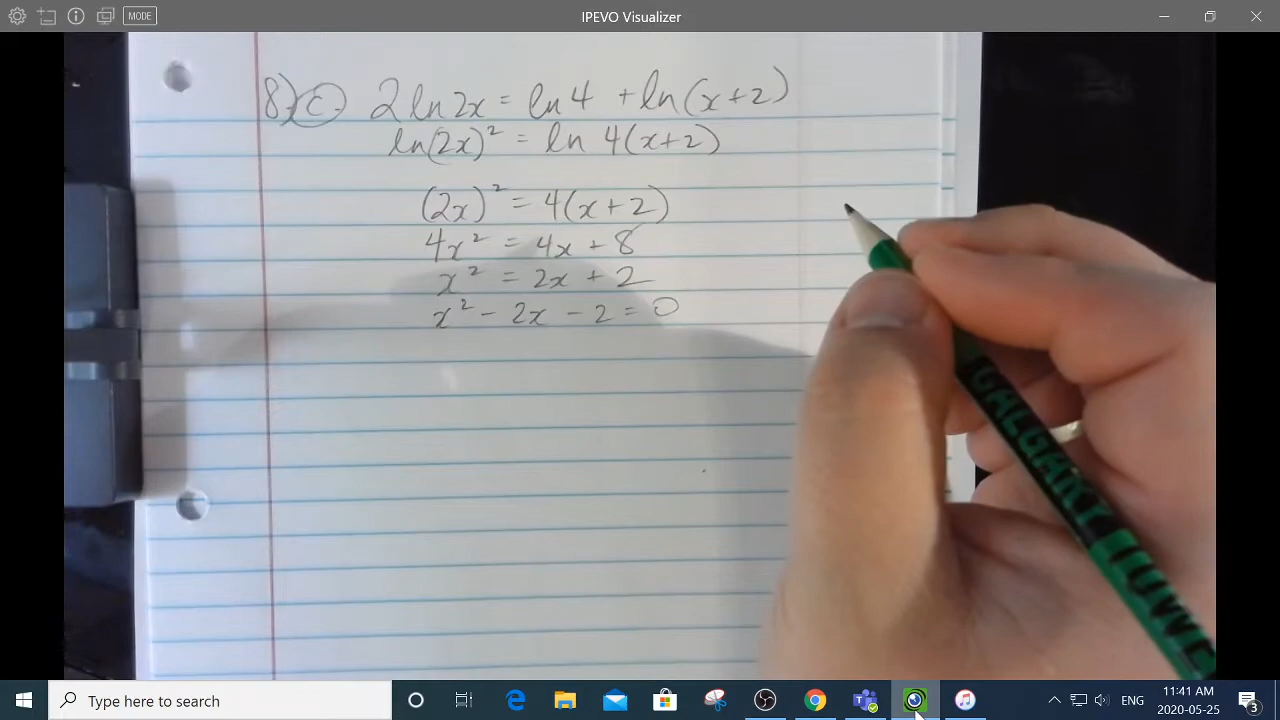 IPEVO Visualizer
MODE
8) c) 2 ln 2x = ln 4 + ln (x+2)
ln(2x)² = ln 4(x+2)
(2x)² = 4(x+2)
4x² = 4x + 8
x² = 2x + 2
x² - 2x - 2 = 0
CALGARY TOWE
Type here to search
ENG
11:41 AM
2020-05-25
3